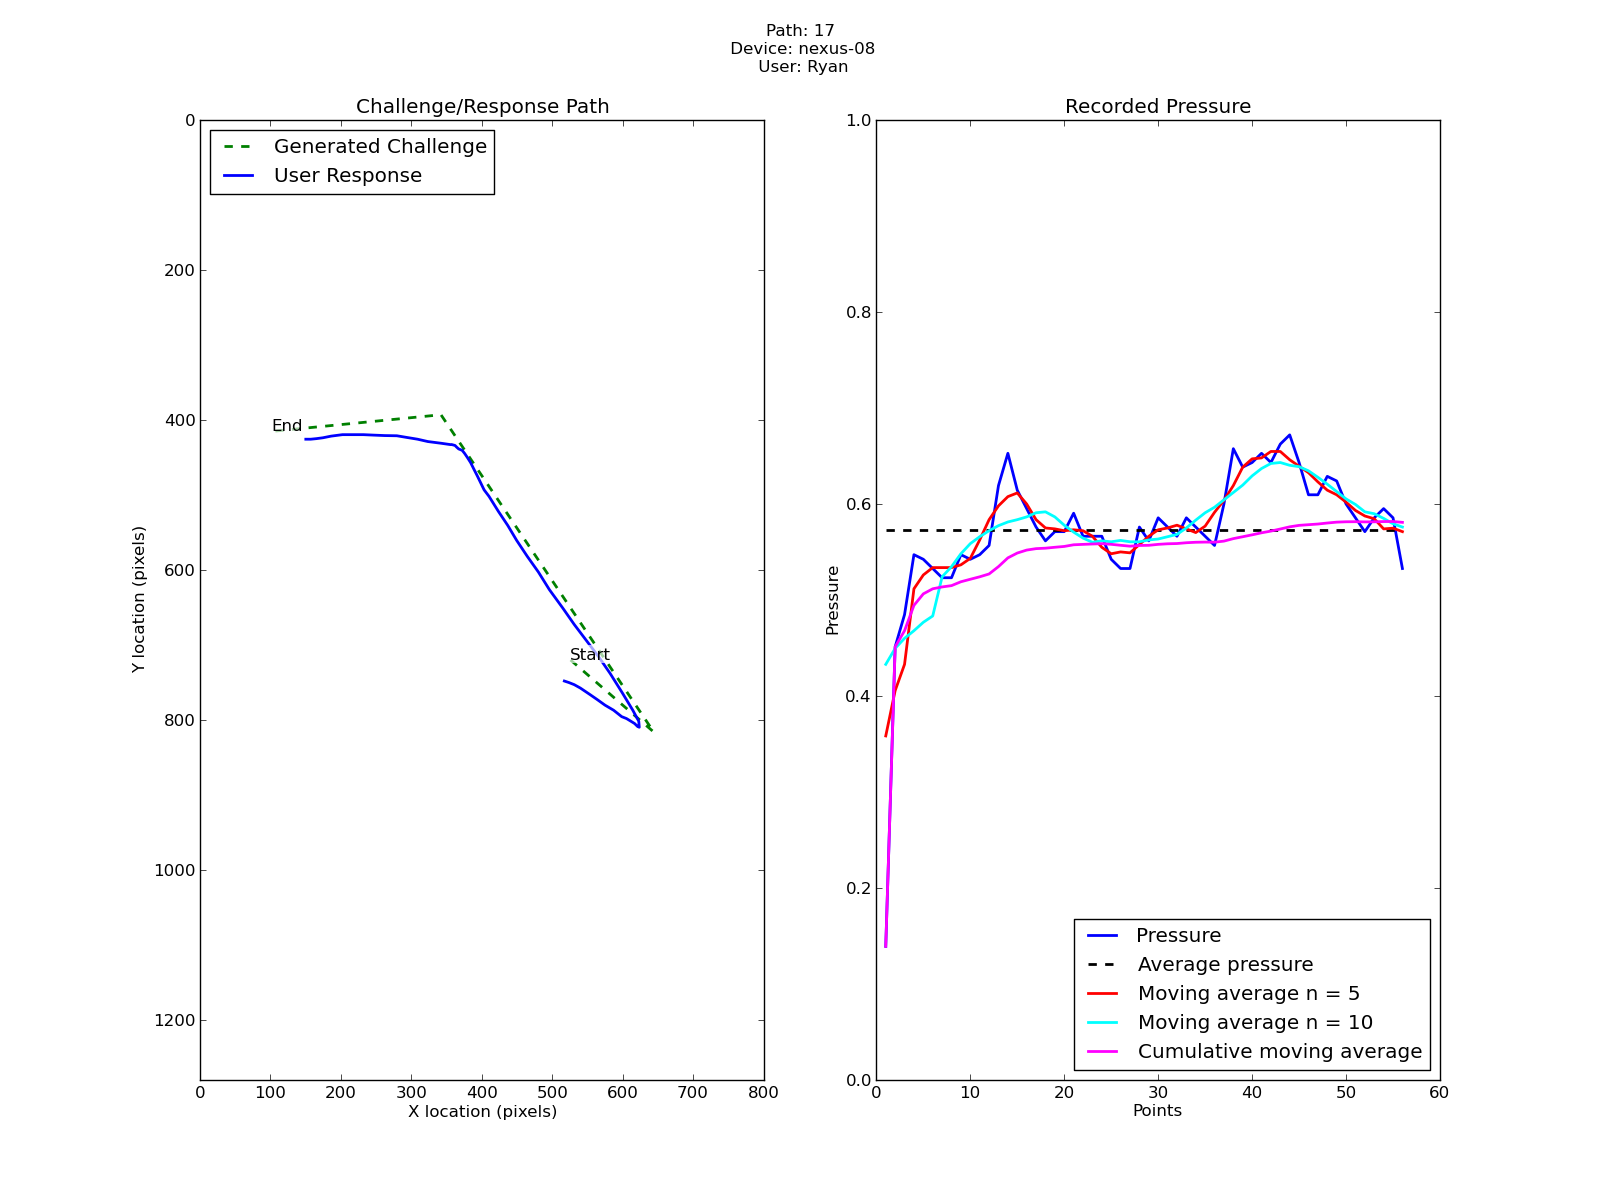 Path: 17
Device: nexus-08
User: Ryan
Challenge/Response Path
Generated Challenge
User Response
0
200
400
600
800
1000
1200
Y location (pixels)
End
Start
0 100 200 300 400 500 600 700 800
X location (pixels)
Recorded Pressure
1.0
0.8
0.6
0.4
0.2
0.0
Pressure
Pressure
Average pressure
Moving average n = 5
Moving average n = 10
Cumulative moving average
0 10 20 30 40 50 60
Points